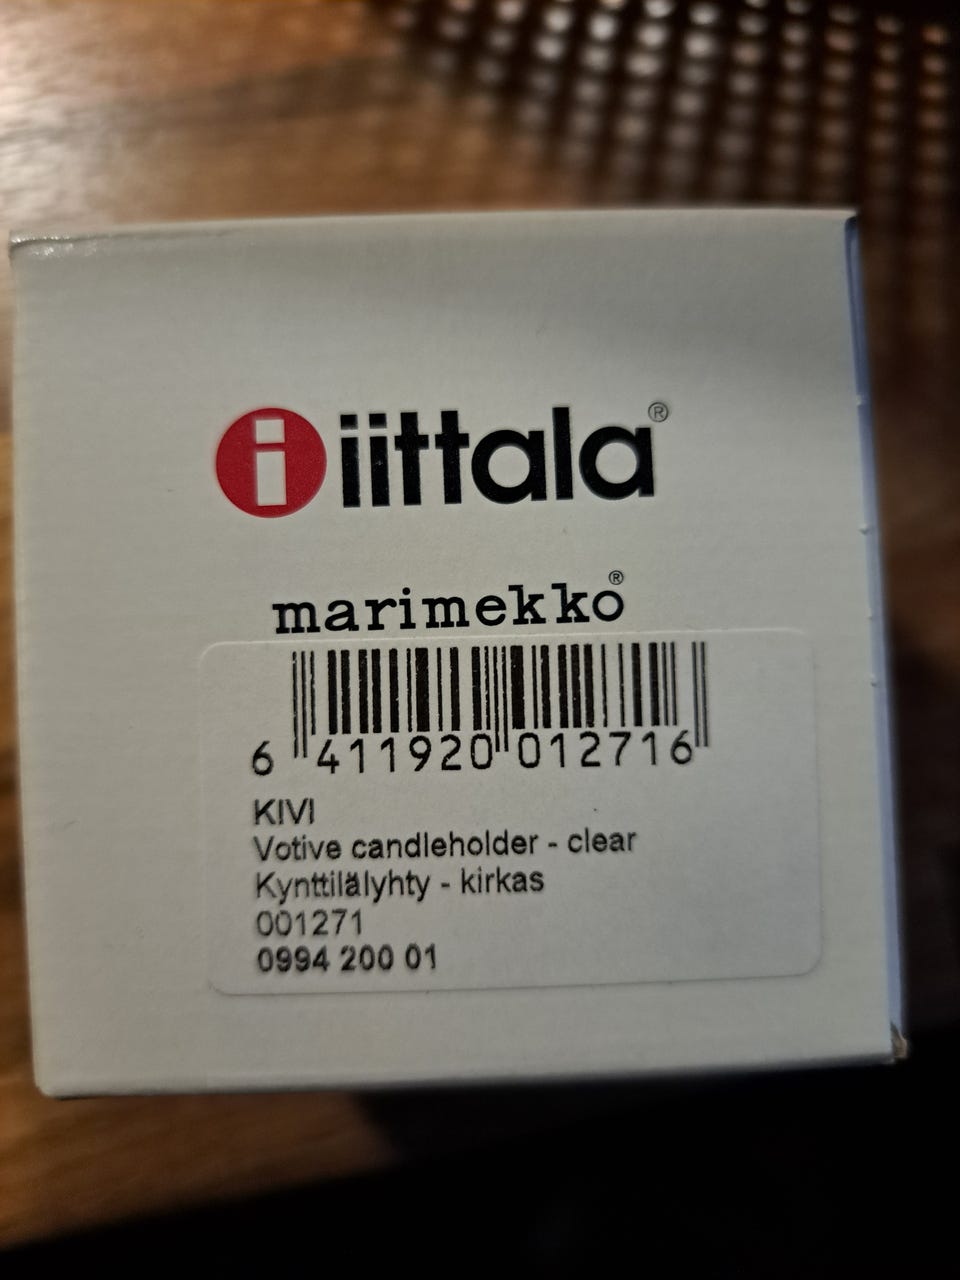 i iittala®
marimekko®
6 411920 012716
KIVI
Votive candleholder - clear
Kynttilälyhty - kirkas
001271
0994 200 01